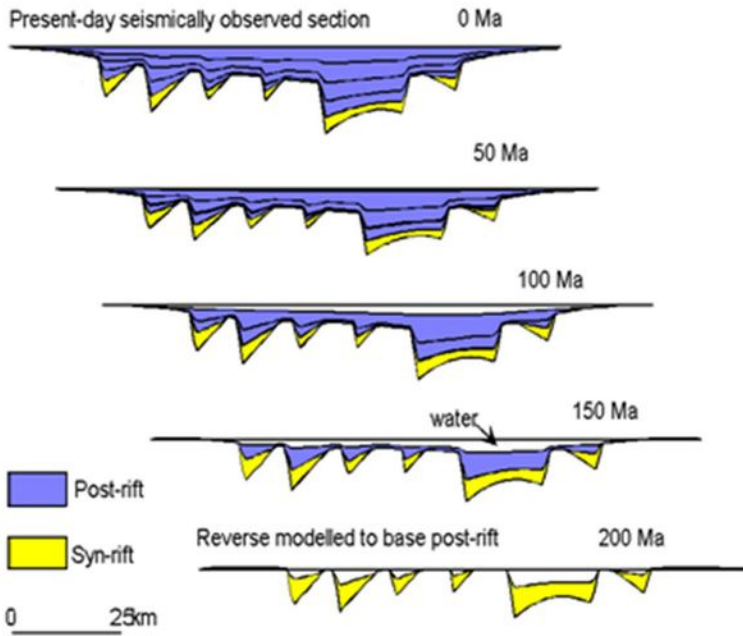 Present-day seismically observed section 0 Ma
50 Ma
100 Ma
150 Ma
water
Post-rift
Reverse modelled to base post-rift 200 Ma
Syn-rift
0 25km